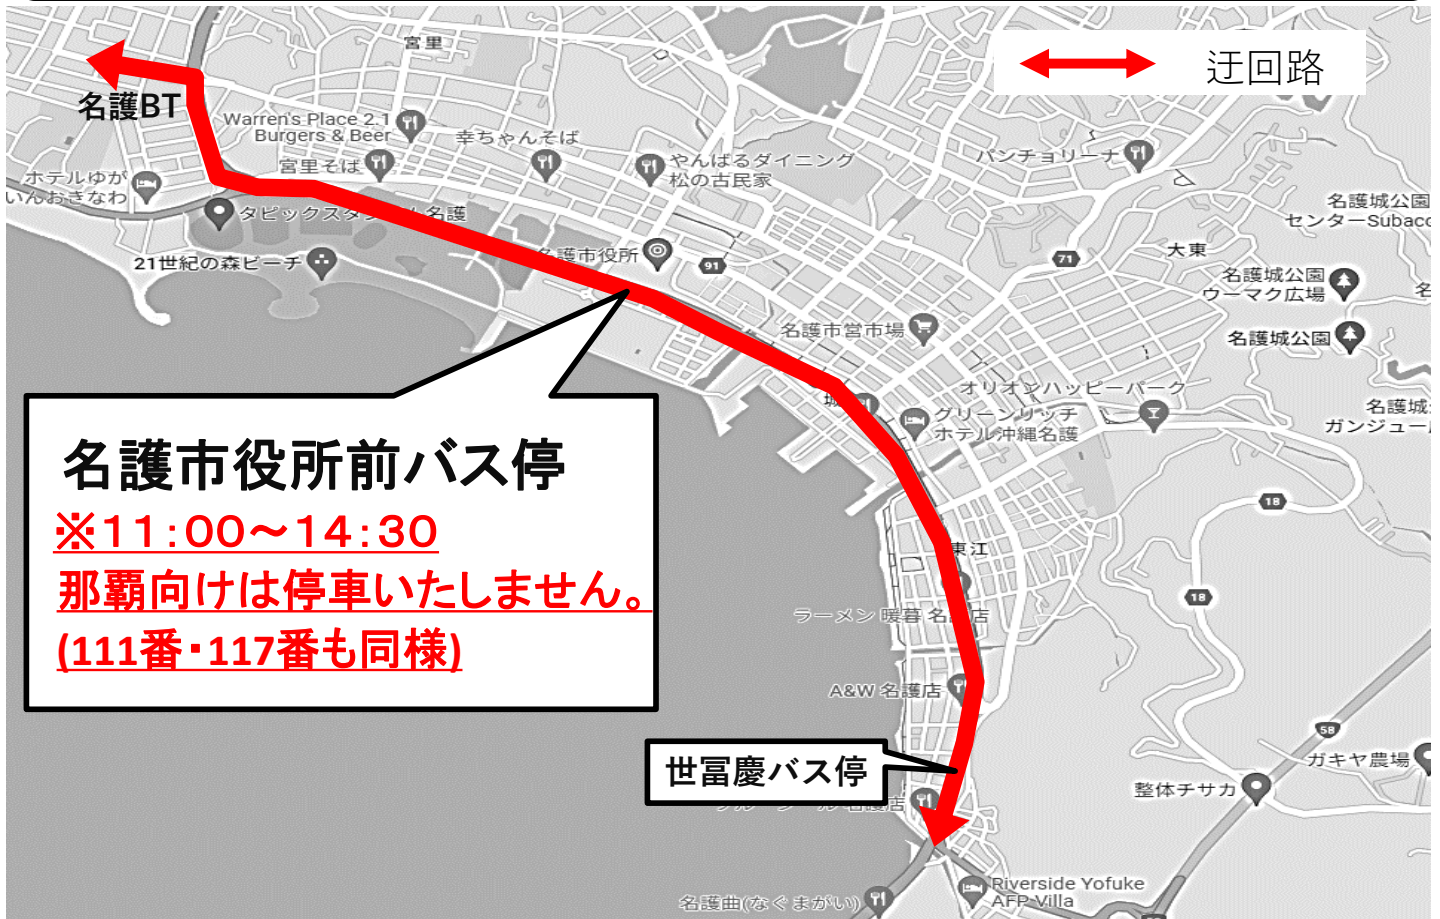 迂回路
宮里
名護BT
Warren's Place 2.1
Burgers & Beer
幸ちゃんそば
宮里そば
やんばるダイニング
松の古民家
パンチョリーナ
ホテルゆが
いんおきなわ
名護城公園
センターSubaco
大東
21世紀の森ビーチ
名護市役所
91
71
名護城公園
ウーマク広場
名護市営市場
名護城公園
オリオンハッピーパーク
グリーンリッチ
ホテル沖縄名護
名護城
ガンジュー
名護市役所前バス停
※11:00～14:30
那覇向けは停車いたしません。
(111番・117番も同様)
18
東江
18
ラーメン 暖暮 名護店
A&W 名護店
58
世冨慶バス停
ガキヤ農場
整体チサカ
Riverside Yofuke
AFP Villa
名護曲(なぐまがい)